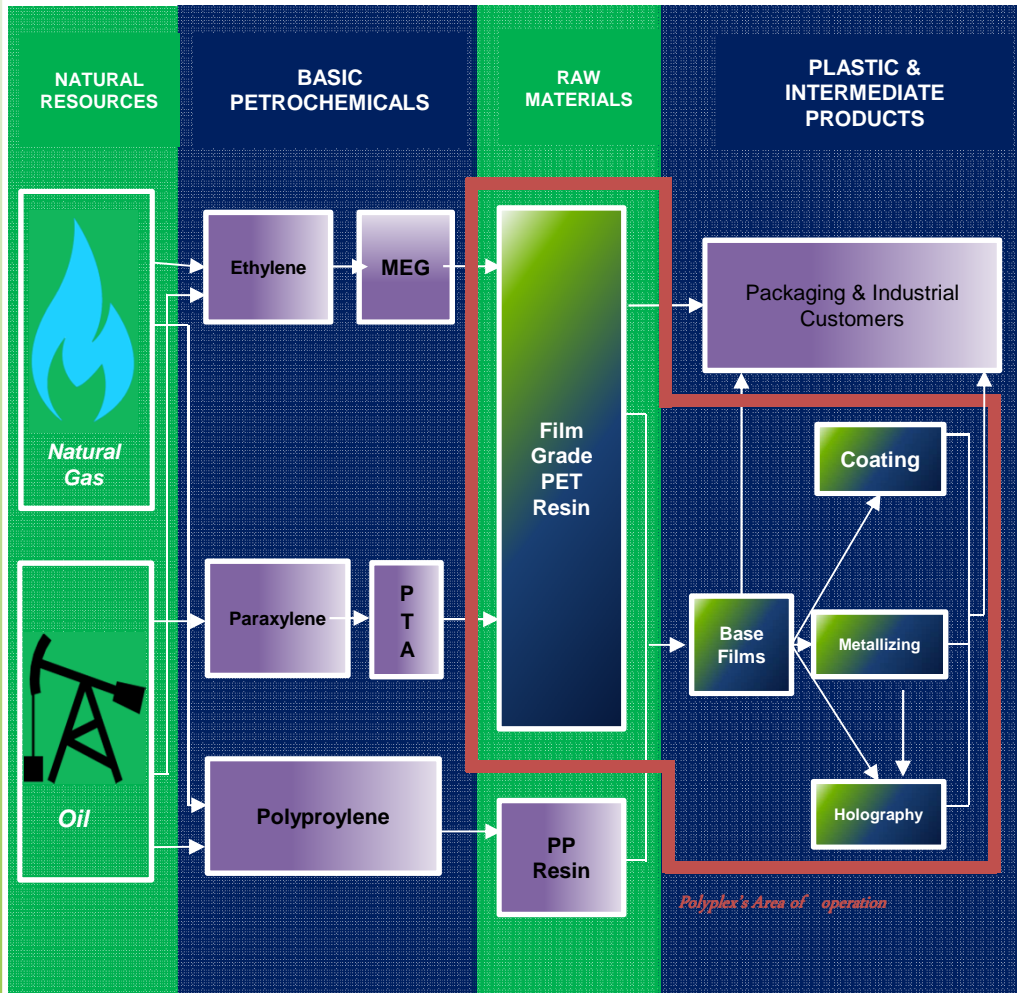 NATURAL
RESOURCES
BASIC
PETROCHEMICALS
RAW
MATERIALS
PLASTIC &
INTERMEDIATE
PRODUCTS
Natural
Gas
Ethylene
MEG
Packaging & Industrial
Customers
Film
Grade
PET
Resin
Coating
Oil
Paraxylene
P
T
A
Base
Films
Metallizing
Polyproylene
PP
Resin
Holography
Polyplex's Area of operation